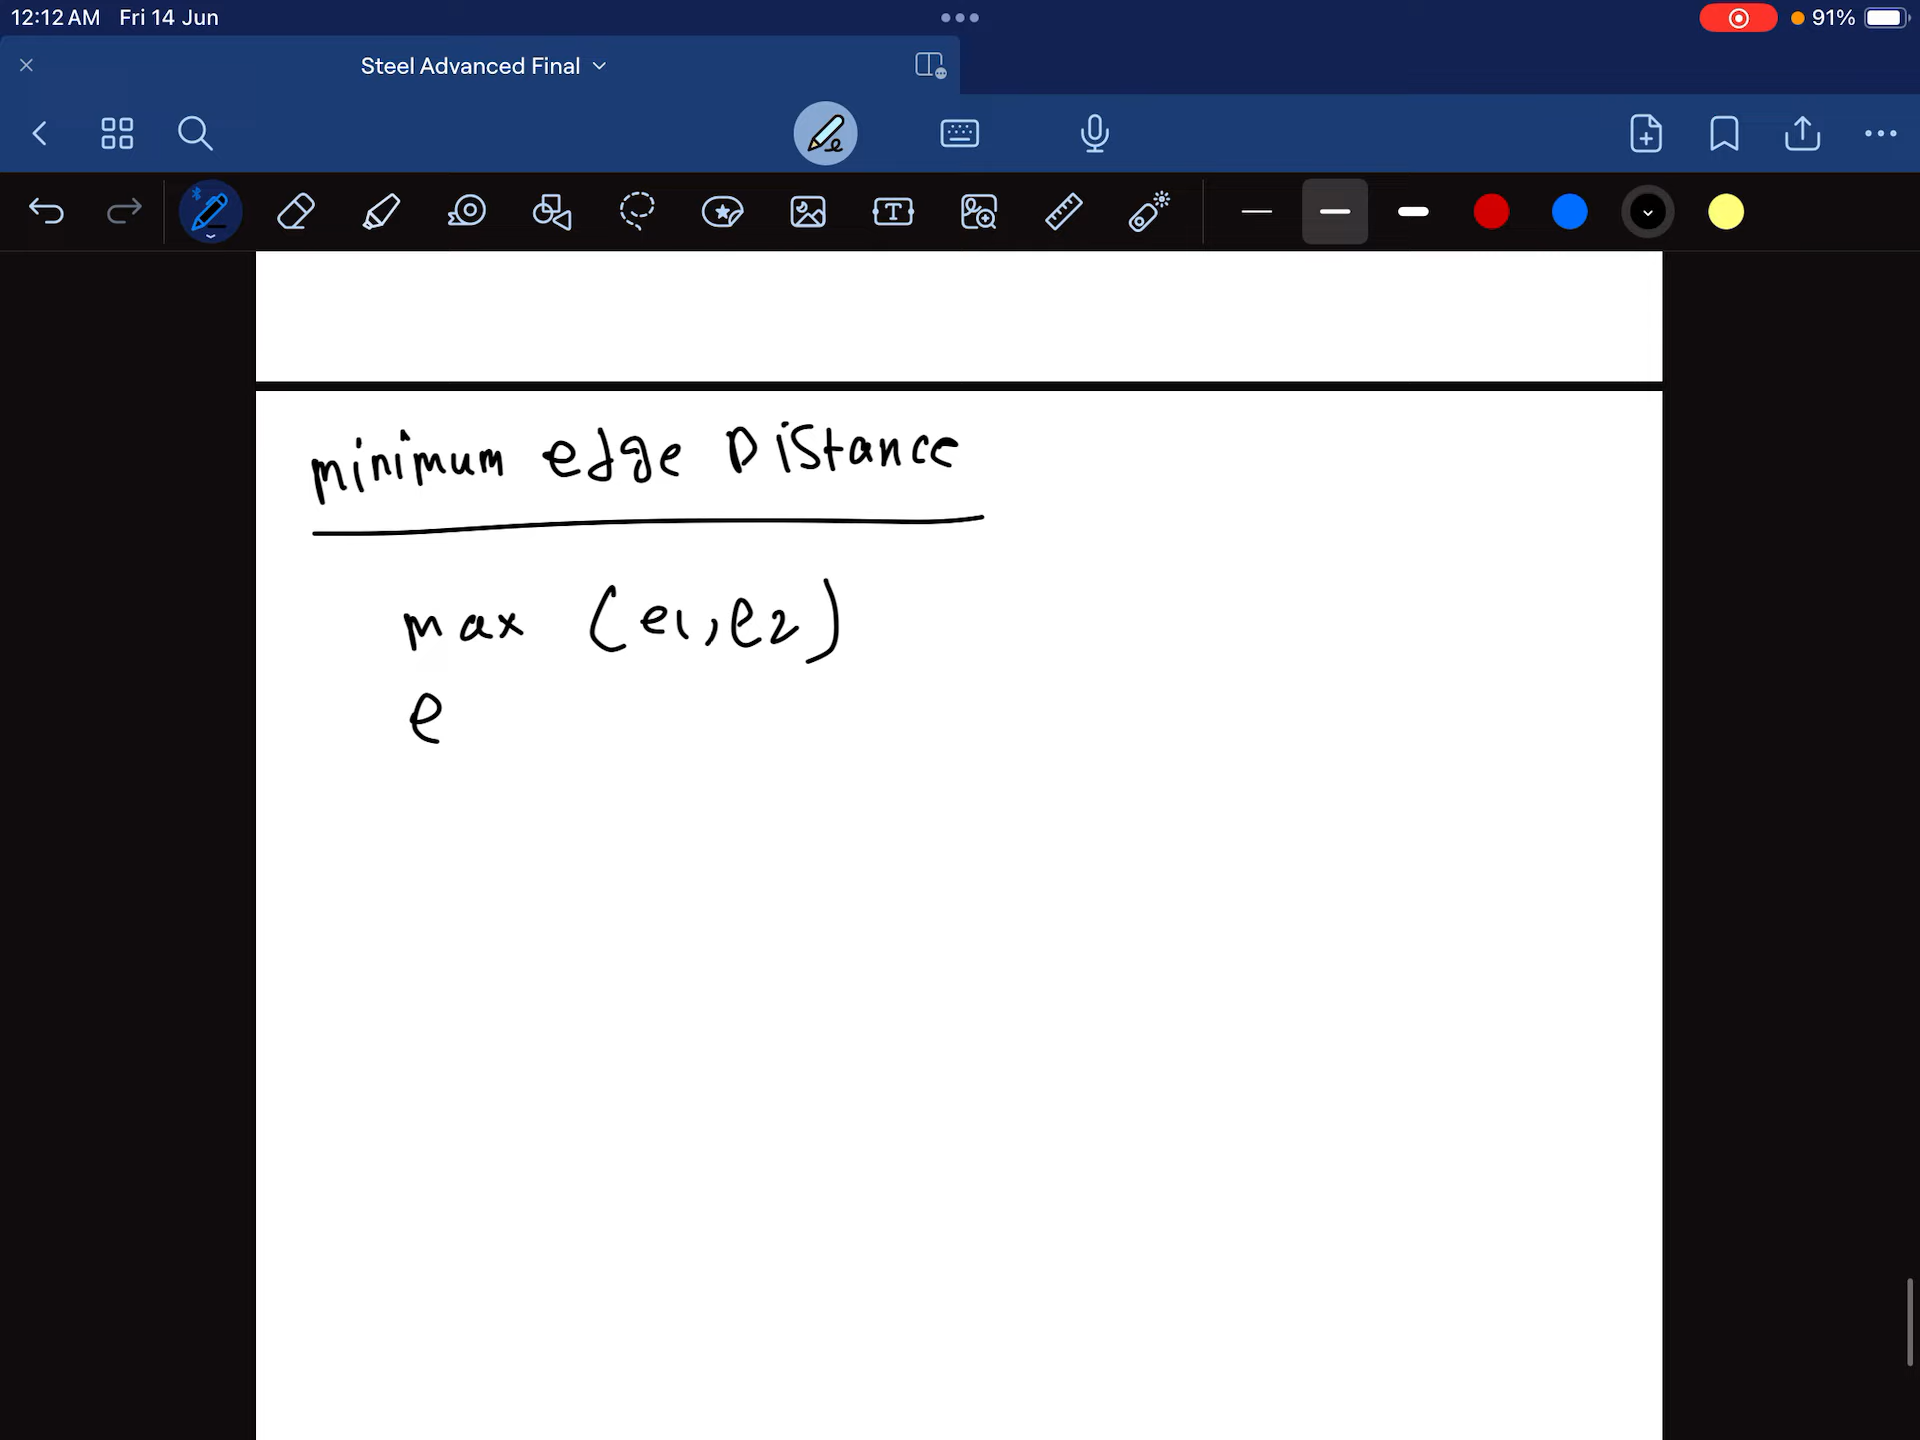 12:12 AM Fri 14 Jun
91%
Steel Advanced Final
minimum edge Distance
max (e1,e2)
e